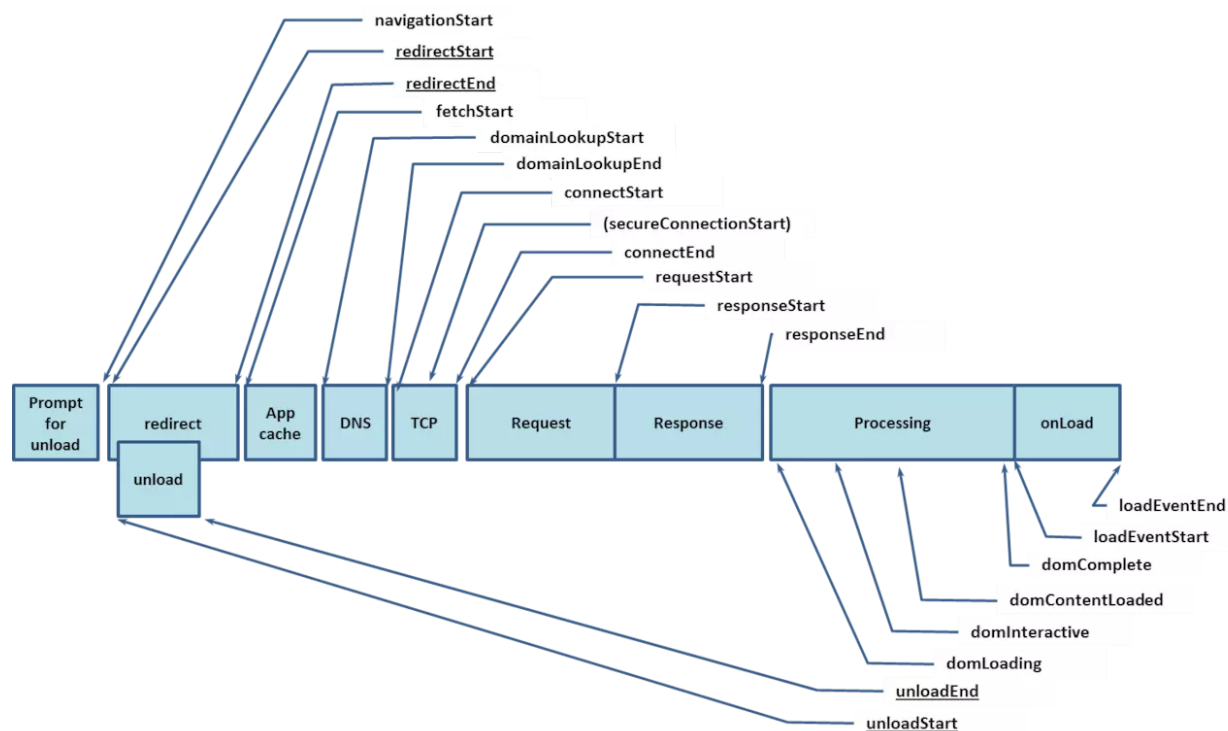 navigationStart
redirectStart
redirectEnd
fetchStart
domainLookupStart
domainLookupEnd
connectStart
(secureConnectionStart)
connectEnd
requestStart
responseStart
responseEnd
Prompt
for
unload
redirect
unload
App
cache
DNS
TCP
Request
Response
Processing
onLoad
loadEventEnd
loadEventStart
domComplete
domContentLoaded
domInteractive
domLoading
unloadEnd
unloadStart